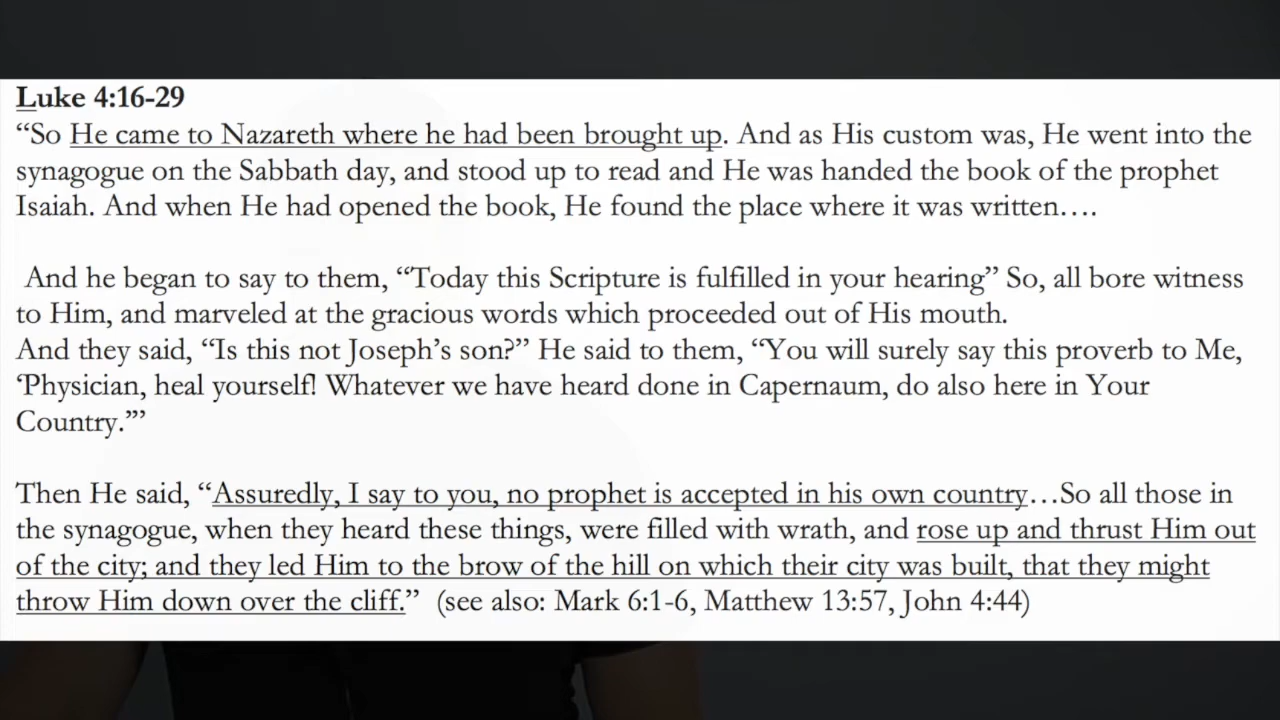 Luke 4:16-29
“So He came to Nazareth where he had been brought up. And as His custom was, He went into the
synagogue on the Sabbath day, and stood up to read and He was handed the book of the prophet
Isaiah. And when He had opened the book, He found the place where it was written….
And he began to say to them, “Today this Scripture is fulfilled in your hearing” So, all bore witness
to Him, and marveled at the gracious words which proceeded out of His mouth.
And they said, “Is this not Joseph’s son?” He said to them, “You will surely say this proverb to Me,
‘Physician, heal yourself! Whatever we have heard done in Capernaum, do also here in Your
Country.”’
Then He said, “Assuredly, I say to you, no prophet is accepted in his own country…So all those in
the synagogue, when they heard these things, were filled with wrath, and rose up and thrust Him out
of the city; and they led Him to the brow of the hill on which their city was built, that they might
throw Him down over the cliff.” (see also: Mark 6:1-6, Matthew 13:57, John 4:44)